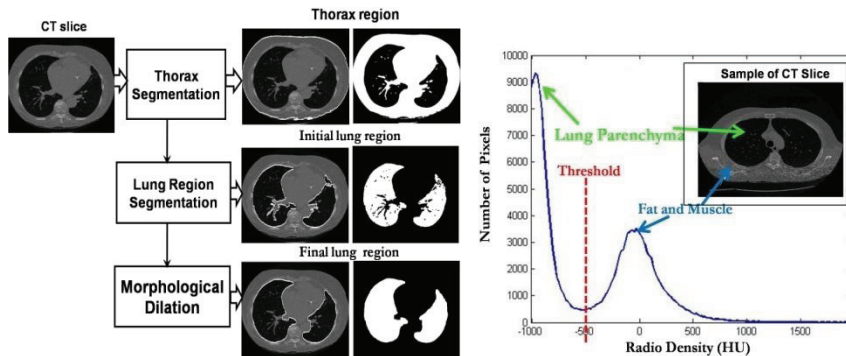 CT slice
Thorax
Segmentation
Thorax region
Lung Region
Segmentation
Initial lung region
Morphological
Dilation
Final lung region
Number of Pixels
10000
9000
8000
7000
6000
5000
4000
3000
2000
1000
0
-1000
-500
0
500
1000
1500
Radio Density (HU)
Sample of CT Slice
Lung Parenchyma
Threshold
Fat and Muscle